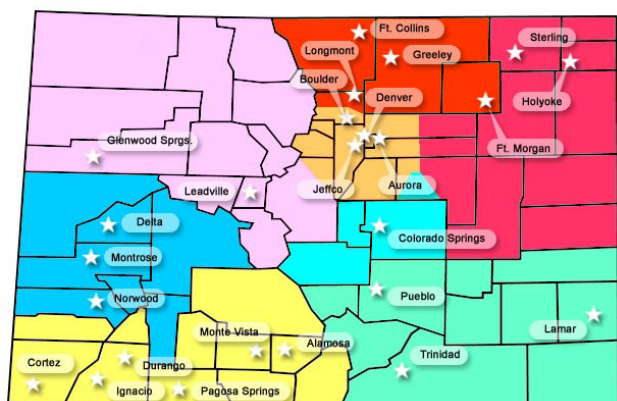 Ft. Collins
Sterling
Longmont
Greeley
Boulder
Denver
Holyoke
Glenwood Sprgs.
Ft. Morgan
Leadville
Jeffco
Aurora
Delta
Colorado Springs
Montrose
Norwood
Pueblo
Monte Vista
Lamar
Alamosa
Cortez
Durango
Trinidad
Ignacio
Pagosa Springs